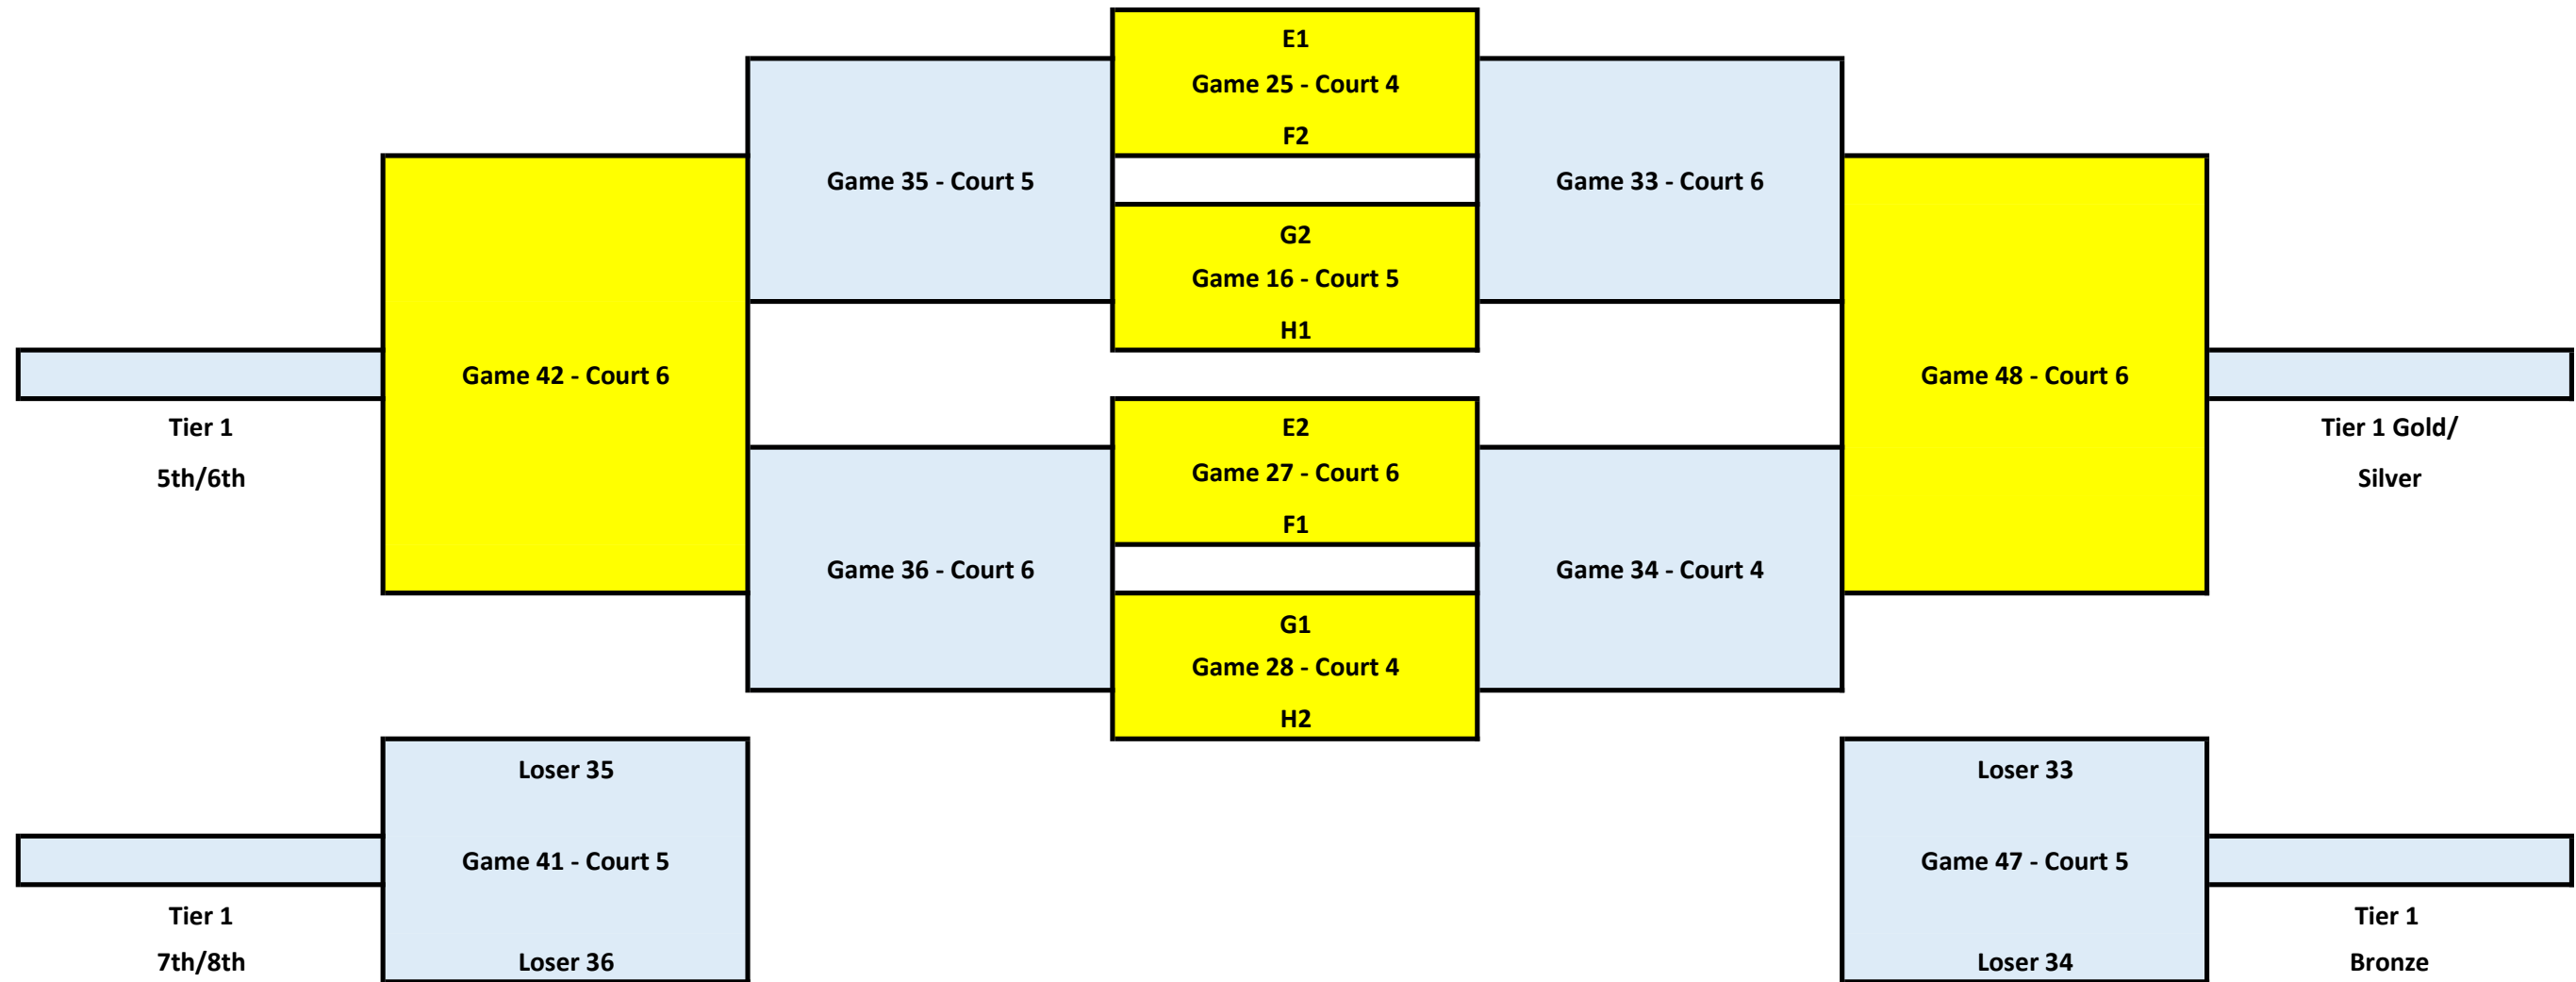 E1
Game 25 - Court 4
F2
Game 35 - Court 5
Game 33 - Court 6
G2
Game 16 - Court 5
H1
Game 42 - Court 6
Game 48 - Court 6
Tier 1
5th/6th
E2
Game 27 - Court 6
F1
Tier 1 Gold/
Silver
Game 36 - Court 6
Game 34 - Court 4
G1
Game 28 - Court 4
H2
Loser 35
Game 41 - Court 5
Loser 36
Tier 1
7th/8th
Loser 33
Game 47 - Court 5
Loser 34
Tier 1
Bronze